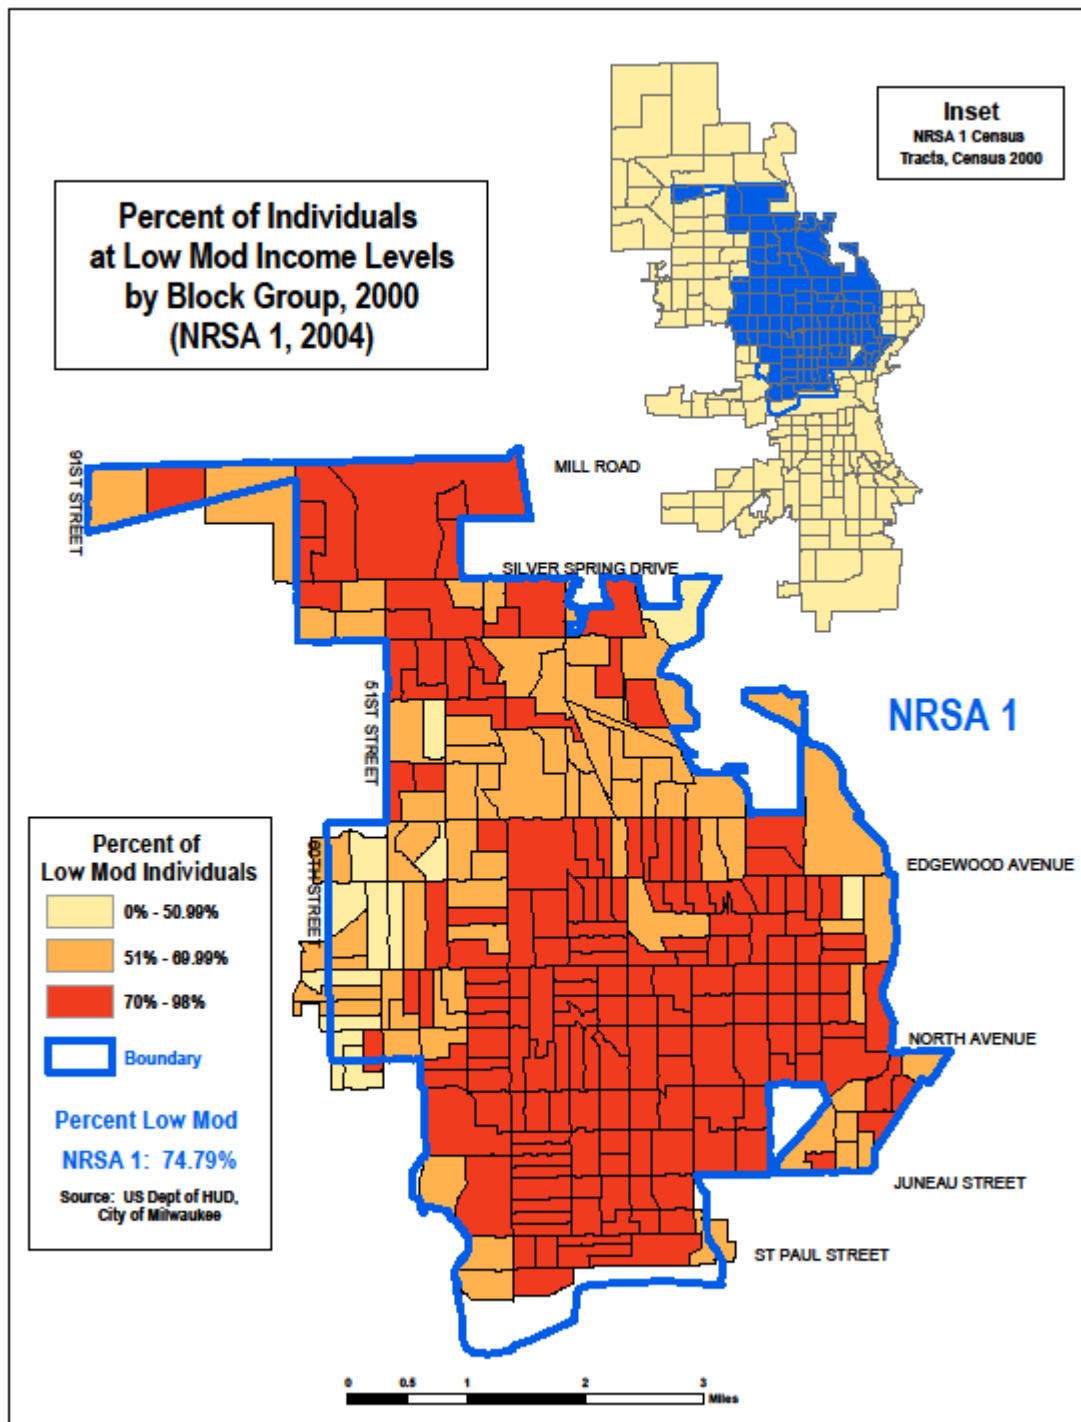 Inset
NRSA 1 Census
Tracts, Census 2000
Percent of Individuals
at Low Mod Income Levels
by Block Group, 2000
(NRSA 1, 2004)
91ST STREET
MILL ROAD
SILVER SPRING DRIVE
51ST STREET
NRSA 1
60TH STREET
EDGEWOOD AVENUE
Percent of
Low Mod Individuals
0% - 50.99%
51% - 69.99%
70% - 98%
Boundary
Percent Low Mod
NRSA 1: 74.79%
Source: US Dept of HUD,
City of Milwaukee
NORTH AVENUE
JUNEAU STREET
ST PAUL STREET
0 0.5 1 2 3
Miles